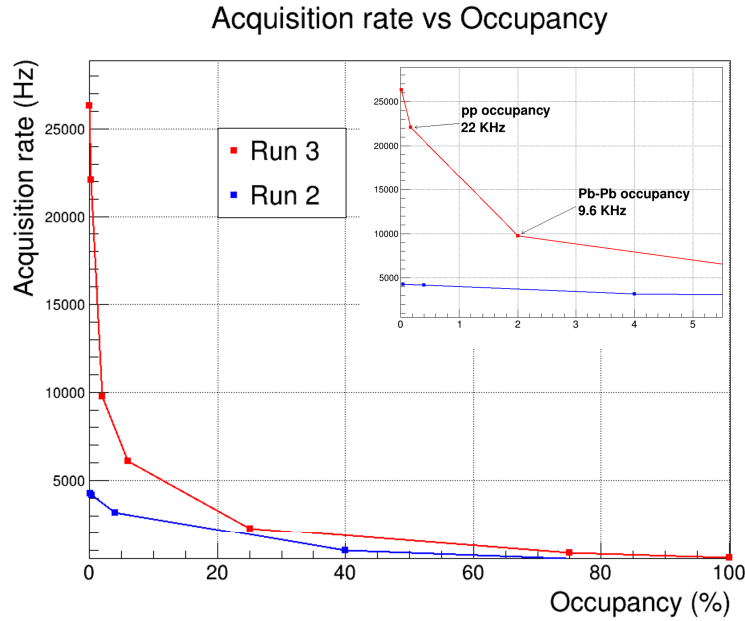 Acquisition rate vs Occupancy
Acquisition rate (Hz)
25000
20000
15000
10000
5000
Run 3
Run 2
25000
20000
15000
10000
5000
pp occupancy
22 KHz
Pb-Pb occupancy
9.6 KHz
0 1 2 3 4 5
0 20 40 60 80 100
Occupancy (%)